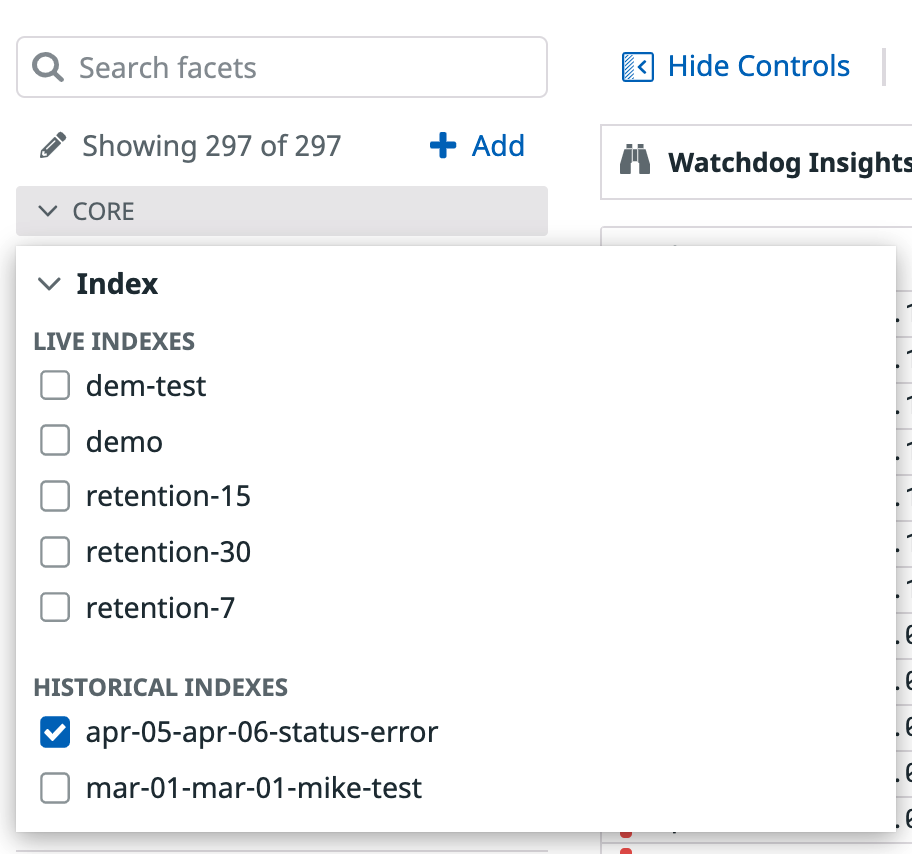 Search facets
Hide Controls
Showing 297 of 297
Add
Watchdog Insights
CORE
Index
LIVE INDEXES
dem-test
demo
retention-15
retention-30
retention-7
HISTORICAL INDEXES
apr-05-apr-06-status-error
mar-01-mar-01-mike-test